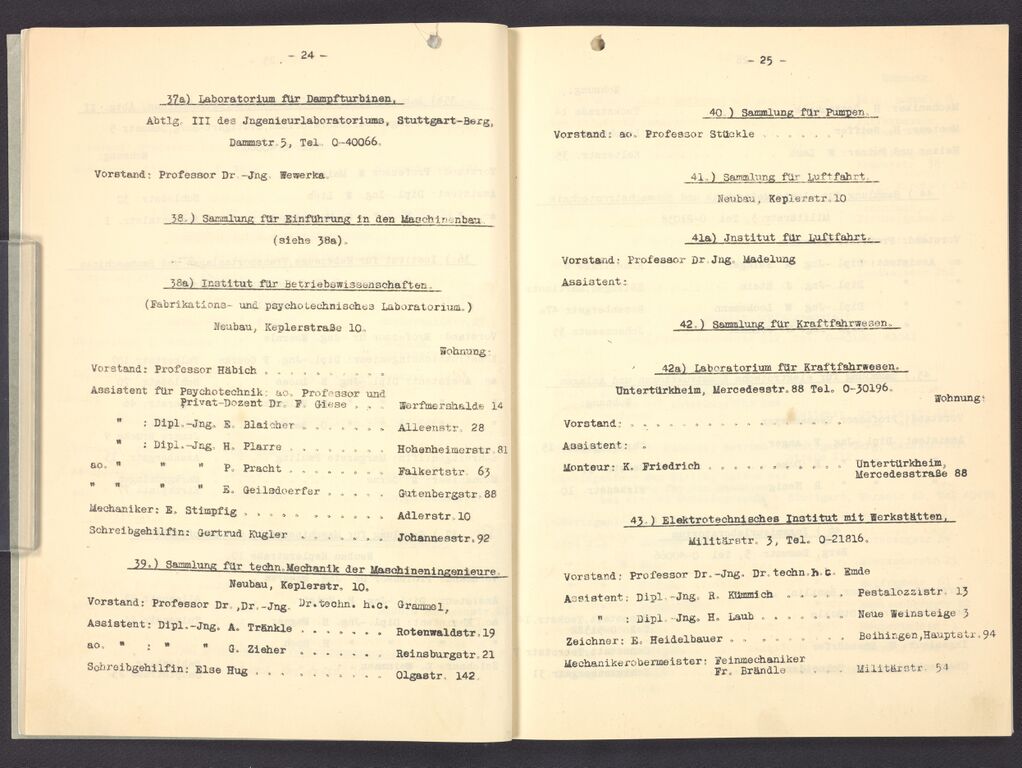 - 24 -
37a) Laboratorium für Dampfturbinen.
Abtlg. III des Jngenieurlaboratoriums, Stuttgart-Berg,
Dammstr.5, Tel. O-40066.
Vorstand: Professor Dr.-Jng. Wewerka.
38.) Sammlung für Einführung in den Maschinenbau
(siehe 38a).
38a) Institut für Betriebswissenschaften.
(Fabrikations- und psychotechnisches Laboratorium.)
Neubau, Keplerstraße 10.
Wohnung:
Vorstand: Professor Häbich . . . . . . . . . .
Assistent für Psychotechnik: ao. Professor und
Privat-Dozent Dr. F. Giese . . . Werfmershalde 14
" : Dipl.-Jng. E. Blaicher . . . . . . . Alleenstr. 28
" : Dipl.-Jng. H. Plarre . . . . . . . Hohenheimerstr.81
ao. " " " P. Pracht . . . . . . . Falkertstr. 63
" " " " E. Geilsdoerfer . . . . . Gutenbergstr.88
Mechaniker: E. Stimpfig . . . . . . . . . . . Adlerstr.10
Schreibgehilfin: Gertrud Kugler . . . . . . . Johannesstr.92
39.) Sammlung für techn.Mechanik der Maschineningenieure.
Neubau, Keplerstr. 10.
Vorstand: Professor Dr.,Dr.-Jng. Dr.techn. h.c. Grammel,
Assistent: Dipl.-Jng. A. Tränkle . . . . . . . Rotenwaldstr.19
ao. " : " G. Zieher . . . . . . Reinsburgstr.21
Schreibgehilfin: Else Hug . . . . . . . . . . Olgastr. 142.
- 25 -
40.) Sammlung für Pumpen.
Vorstand: ao. Professor Stückle . . . . . . .
41.) Sammlung für Luftfahrt.
Neubau, Keplerstr.10
41a) Jnstitut für Luftfahrt.
Vorstand: Professor Dr.Jng. Madelung
Assistent:
42.) Sammlung für Kraftfahrwesen.
42a) Laboratorium für Kraftfahrwesen.
Untertürkheim, Mercedesstr.88 Tel. O-30196.
Wohnung:
Vorstand: . . . . . . . . . . . . . . . .
Assistent: .
Monteur: K. Friedrich . . . . . . . . . . . Untertürkheim,
Mercedesstraße 88
43.) Elektrotechnisches Institut mit Werkstätten,
Militärstr. 3, Tel. O-21816.
Vorstand: Professor Dr.-Jng. Dr.techn.h.c. Emde
Assistent: Dipl.-Jng. R. Kümmich . . . . . . Pestalozzistr. 13
" : Dipl.-Jng. H. Laub . . . . . . Neue Weinsteige 3
Zeichner: E. Heidelbauer . . . . . . . . . . Beihingen,Hauptstr.94
Mechanikerobermeister: Feinmechaniker
Fr. Brändle . . . . . Militärstr. 54